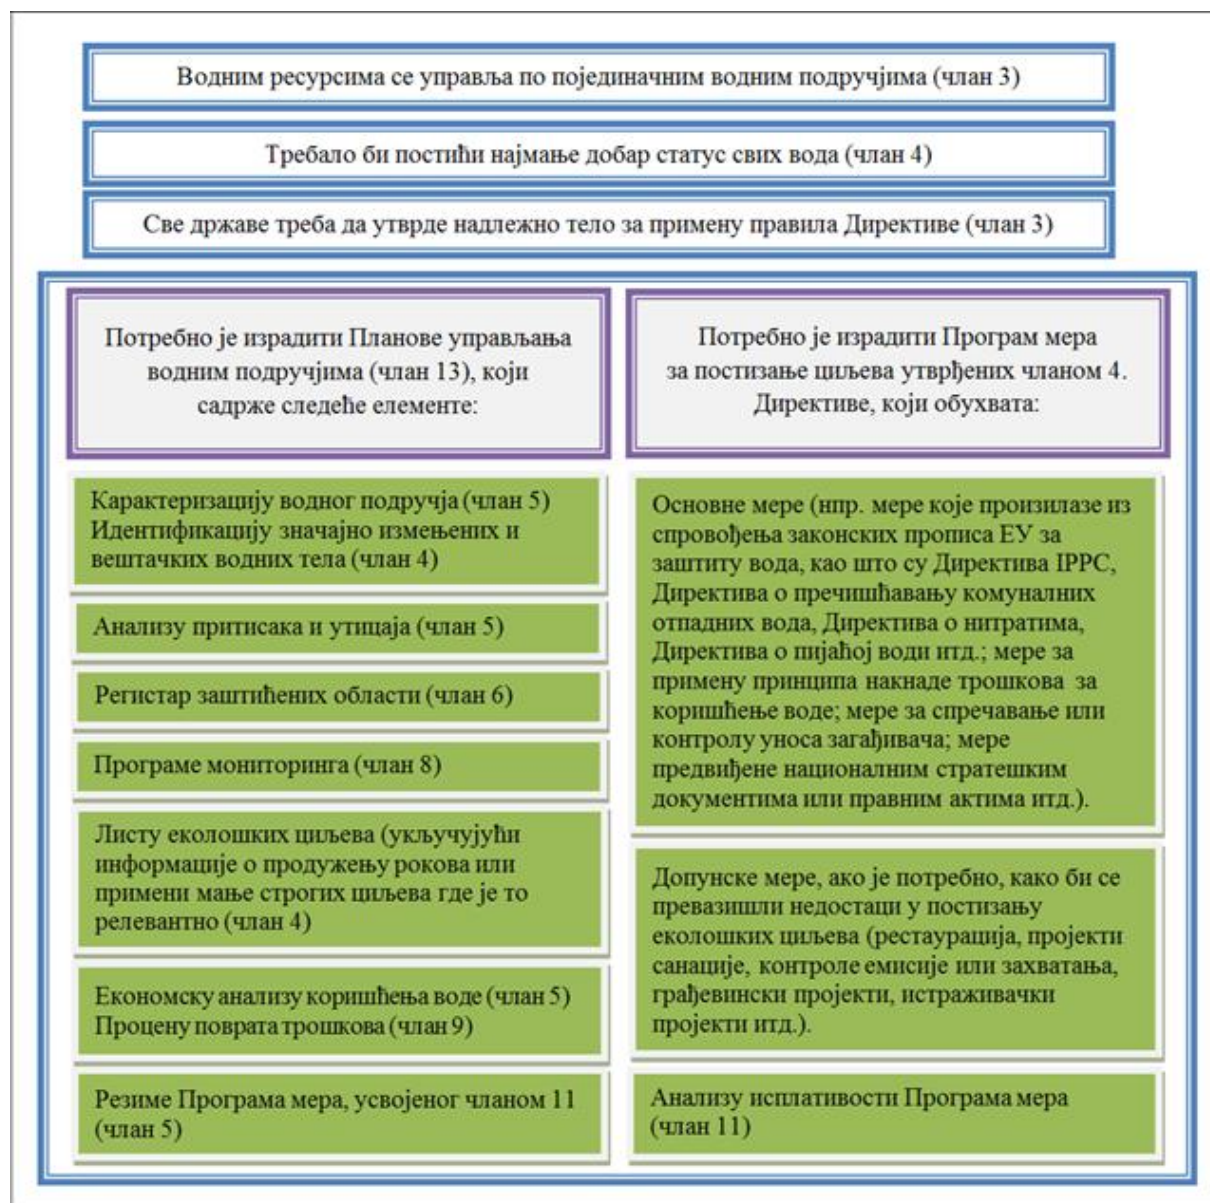 Водним ресурсима се управља по појединачним водним подручјима (члан 3)
Требало би постићи најмање добар статус свих вода (члан 4)
Све државе треба да утврде надлежно тело за примену правила Директиве (члан 3)
Потребно је израдити Планове управљања
водним подручјима (члан 13), који
садрже следеће елементе:
Карактеризацију водног подручја (члан 5)
Идентификацију значајно измењених и
вештачких водних тела (члан 4)
Анализу притисака и утицаја (члан 5)
Регистар заштићених области (члан 6)
Програме мониторинга (члан 8)
Листу еколошких циљева (укључујући
информације о продужењу рокова или
примени мање строгих циљева где је то
релевантно (члан 4)
Економску анализу коришћења воде (члан 5)
Процену поврата трошкова (члан 9)
Резиме Програма мера, усвојеног чланом 11
(члан 5)
Потребно је израдити Програм мера
за постизање циљева утврђених чланом 4.
Директиве, који обухвата:
Основне мере (нпр. мере које произилазе из
спровођења законских прописа ЕУ за
заштиту вода, као што су Директива IPPC,
Директива о пречишћавању комуналних
отпадних вода, Директива о нитратима,
Директива о пијаћој води итд.; мере за
примену принципа накнаде трошкова за
коришћење воде; мере за спречавање или
контролу уноса загађивача; мере
предвиђене националним стратешким
документима или правним актима итд.).
Допунске мере, ако је потребно, како би се
превазишли недостаци у постизању
еколошких циљева (рестаурација, пројекти
санације, контроле емисије или захватања,
грађевински пројекти, истраживачки
пројекти итд.).
Анализу исплативости Програма мера
(члан 11)